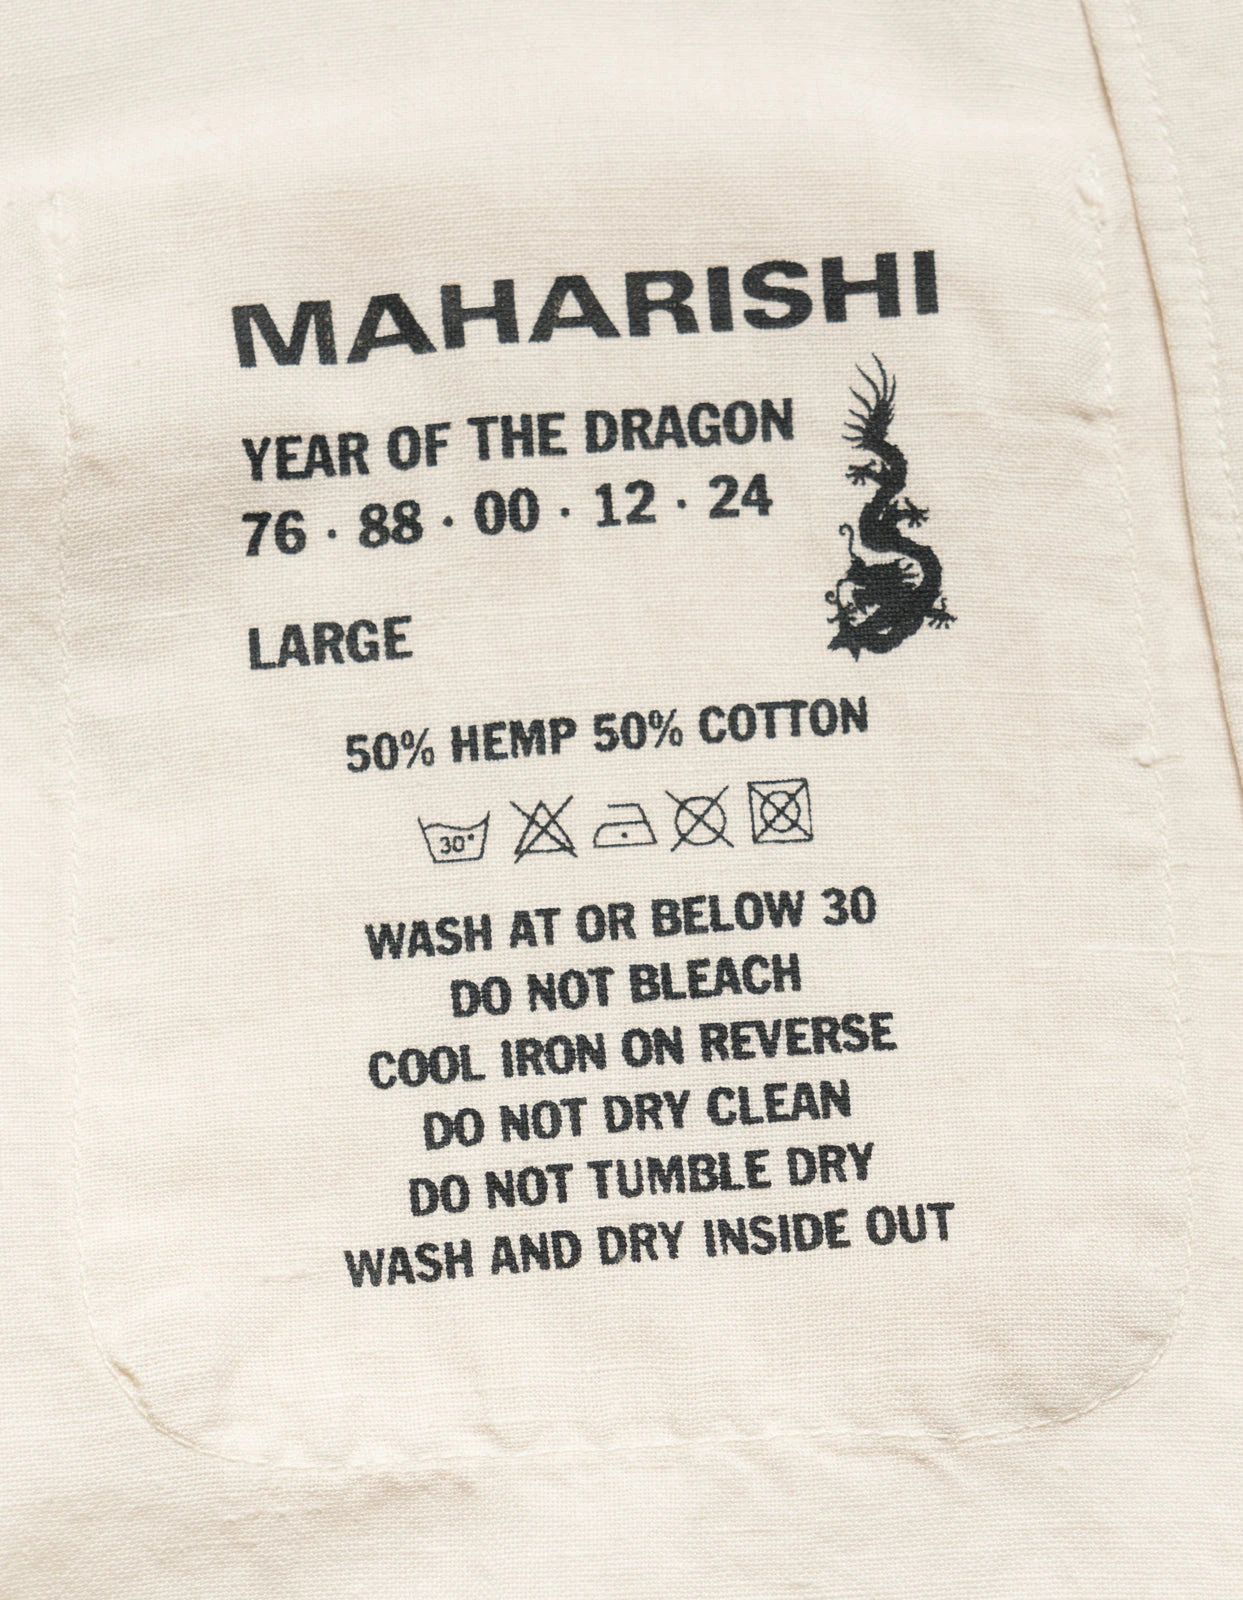 MAHARISHI
YEAR OF THE DRAGON
76 · 88 · 00 · 12 · 24
LARGE
50% HEMP 50% COTTON
30°
WASH AT OR BELOW 30
DO NOT BLEACH
COOL IRON ON REVERSE
DO NOT DRY CLEAN
DO NOT TUMBLE DRY
WASH AND DRY INSIDE OUT